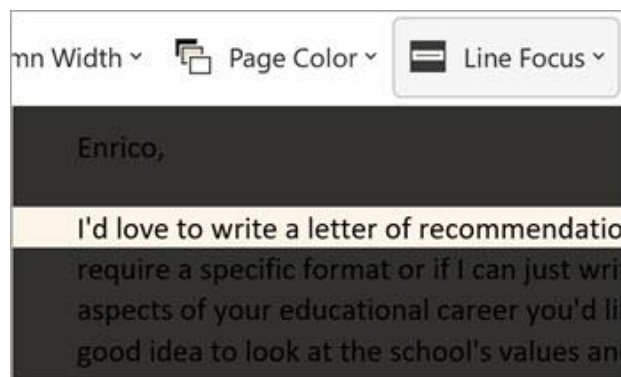 mn Width Page Color Line Focus
Enrico,
I'd love to write a letter of recommendatio
require a specific format or if I can just wri
aspects of your educational career you'd li
good idea to look at the school's values an